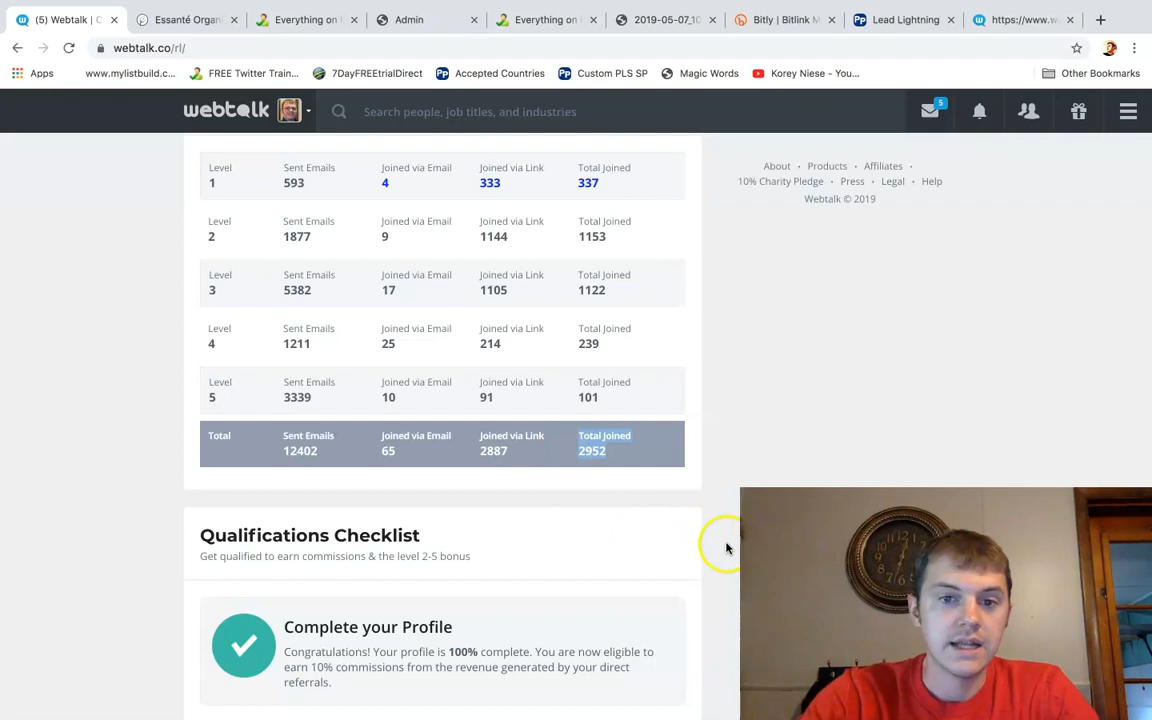 (5) Webtalk | C
Essanté Organi
Everything on I
Admin
Everything on I
2019-05-07_10
Bitly | Bitlink M
Lead Lightning
https://www.w
webtalk.co/rl/
Apps
www.mylistbuild.c...
FREE Twitter Train...
7DayFREEtrialDirect
Accepted Countries
Custom PLS SP
Magic Words
Korey Niese - You...
Other Bookmarks
webtalk
Search people, job titles, and industries
5
Level Sent Emails Joined via Email Joined via Link Total Joined
1 593 4 333 337
Level Sent Emails Joined via Email Joined via Link Total Joined
2 1877 9 1144 1153
Level Sent Emails Joined via Email Joined via Link Total Joined
3 5382 17 1105 1122
Level Sent Emails Joined via Email Joined via Link Total Joined
4 1211 25 214 239
Level Sent Emails Joined via Email Joined via Link Total Joined
5 3339 10 91 101
Total Sent Emails Joined via Email Joined via Link Total Joined
12402 65 2887 2952
About · Products · Affiliates ·
10% Charity Pledge · Press · Legal · Help
Webtalk © 2019
Qualifications Checklist
Get qualified to earn commissions & the level 2-5 bonus
Complete your Profile
Congratulations! Your profile is 100% complete. You are now eligible to
earn 10% commissions from the revenue generated by your direct
referrals.